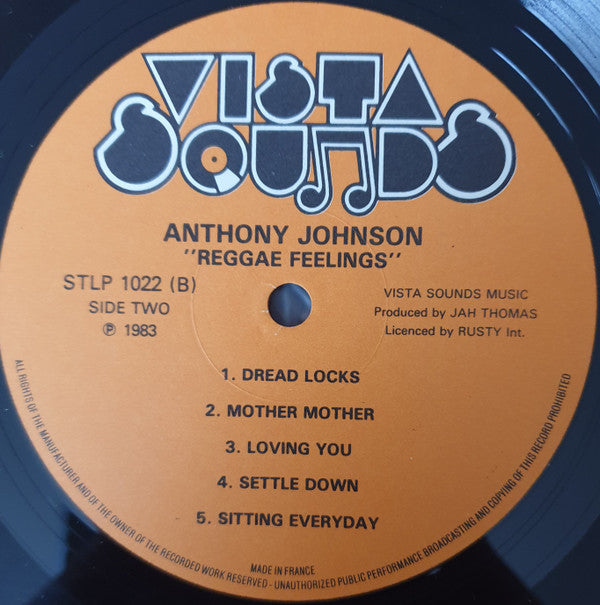 VISTA
SOUNDS
ANTHONY JOHNSON
"REGGAE FEELINGS"
STLP 1022 (B)
SIDE TWO
℗ 1983
VISTA SOUNDS MUSIC
Produced by JAH THOMAS
Licenced by RUSTY Int.
1. DREAD LOCKS
2. MOTHER MOTHER
3. LOVING YOU
4. SETTLE DOWN
5. SITTING EVERYDAY
ALL RIGHTS OF THE MANUFACTURER AND OF THE OWNER OF THE RECORDED WORK RESERVED - UNAUTHORIZED PUBLIC PERFORMANCE BROADCASTING AND COPYING OF THIS RECORD PROHIBITED
MADE IN FRANCE